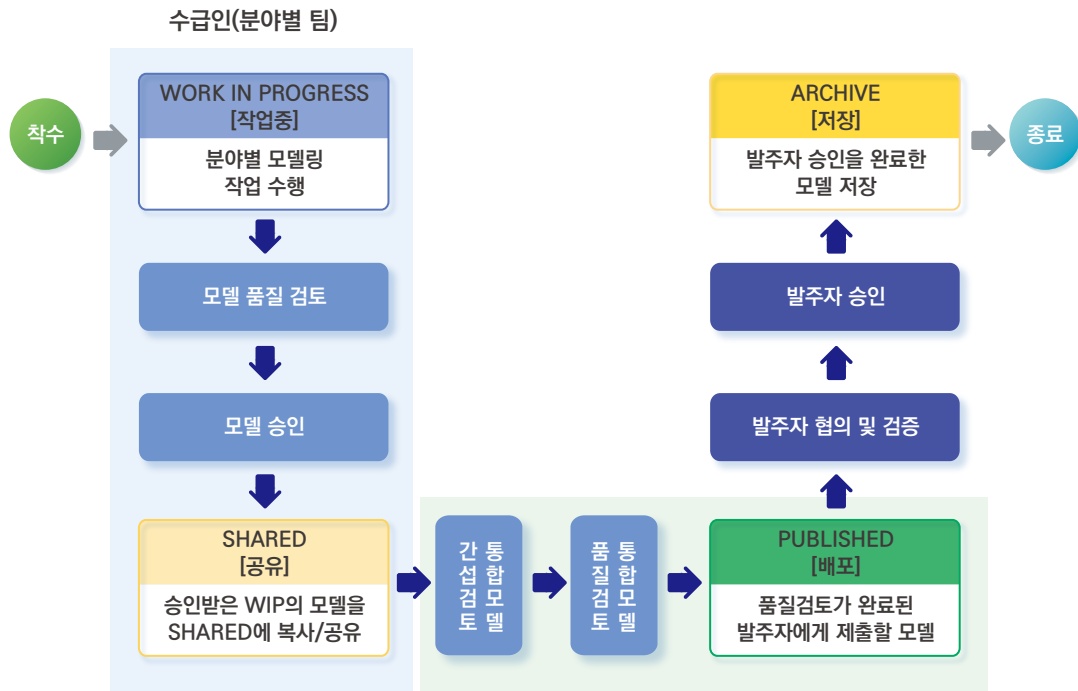 수급인(분야별 팀)
착수
WORK IN PROGRESS
[작업중]
분야별 모델링
작업 수행
모델 품질 검토
모델 승인
SHARED
[공유]
승인받은 WIP의 모델을
SHARED에 복사/공유
통합모델
간섭검토
통합모델
품질검토
PUBLISHED
[배포]
품질검토가 완료된
발주자에게 제출할 모델
발주자 협의 및 검증
발주자 승인
ARCHIVE
[저장]
발주자 승인을 완료한
모델 저장
종료